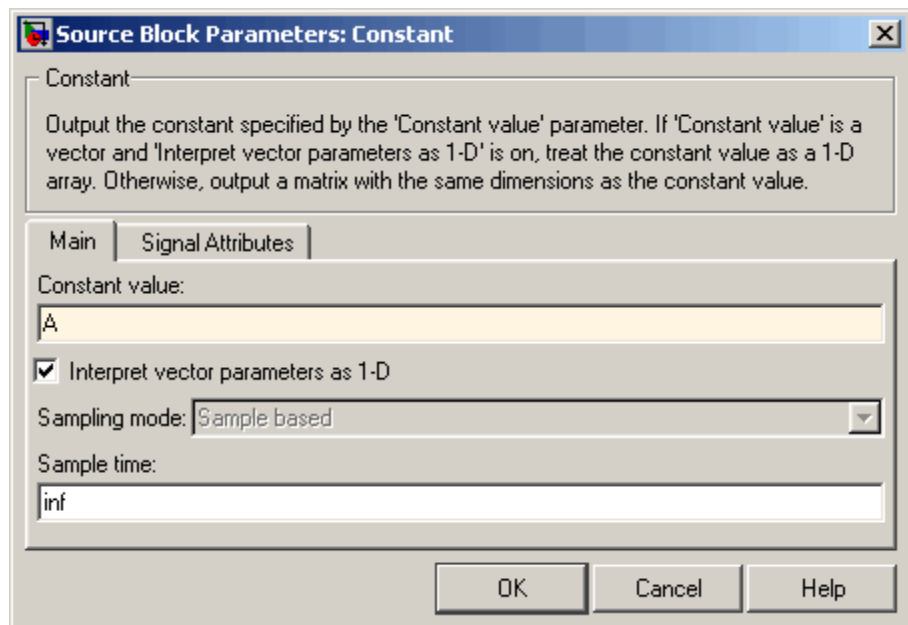 Source Block Parameters: Constant
Constant
Output the constant specified by the 'Constant value' parameter. If 'Constant value' is a
vector and 'Interpret vector parameters as 1-D' is on, treat the constant value as a 1-D
array. Otherwise, output a matrix with the same dimensions as the constant value.
Main Signal Attributes
Constant value:
A
Interpret vector parameters as 1-D
Sampling mode: Sample based
Sample time:
inf
OK Cancel Help